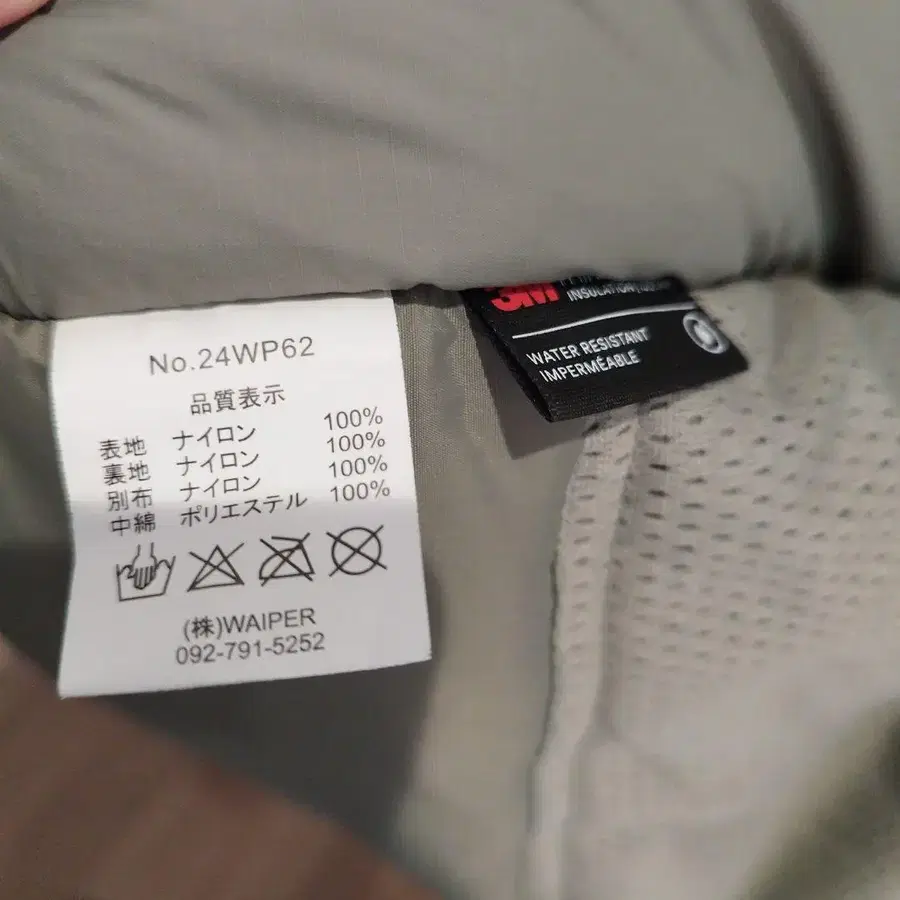 No.24WP62
品質表示
表地 ナイロン 100%
裏地 ナイロン 100%
別布 ナイロン 100%
中綿 ポリエステル 100%
(株)WAIPER
092-791-5252
3M
INSULATION
WATER RESISTANT
IMPERMÉABLE